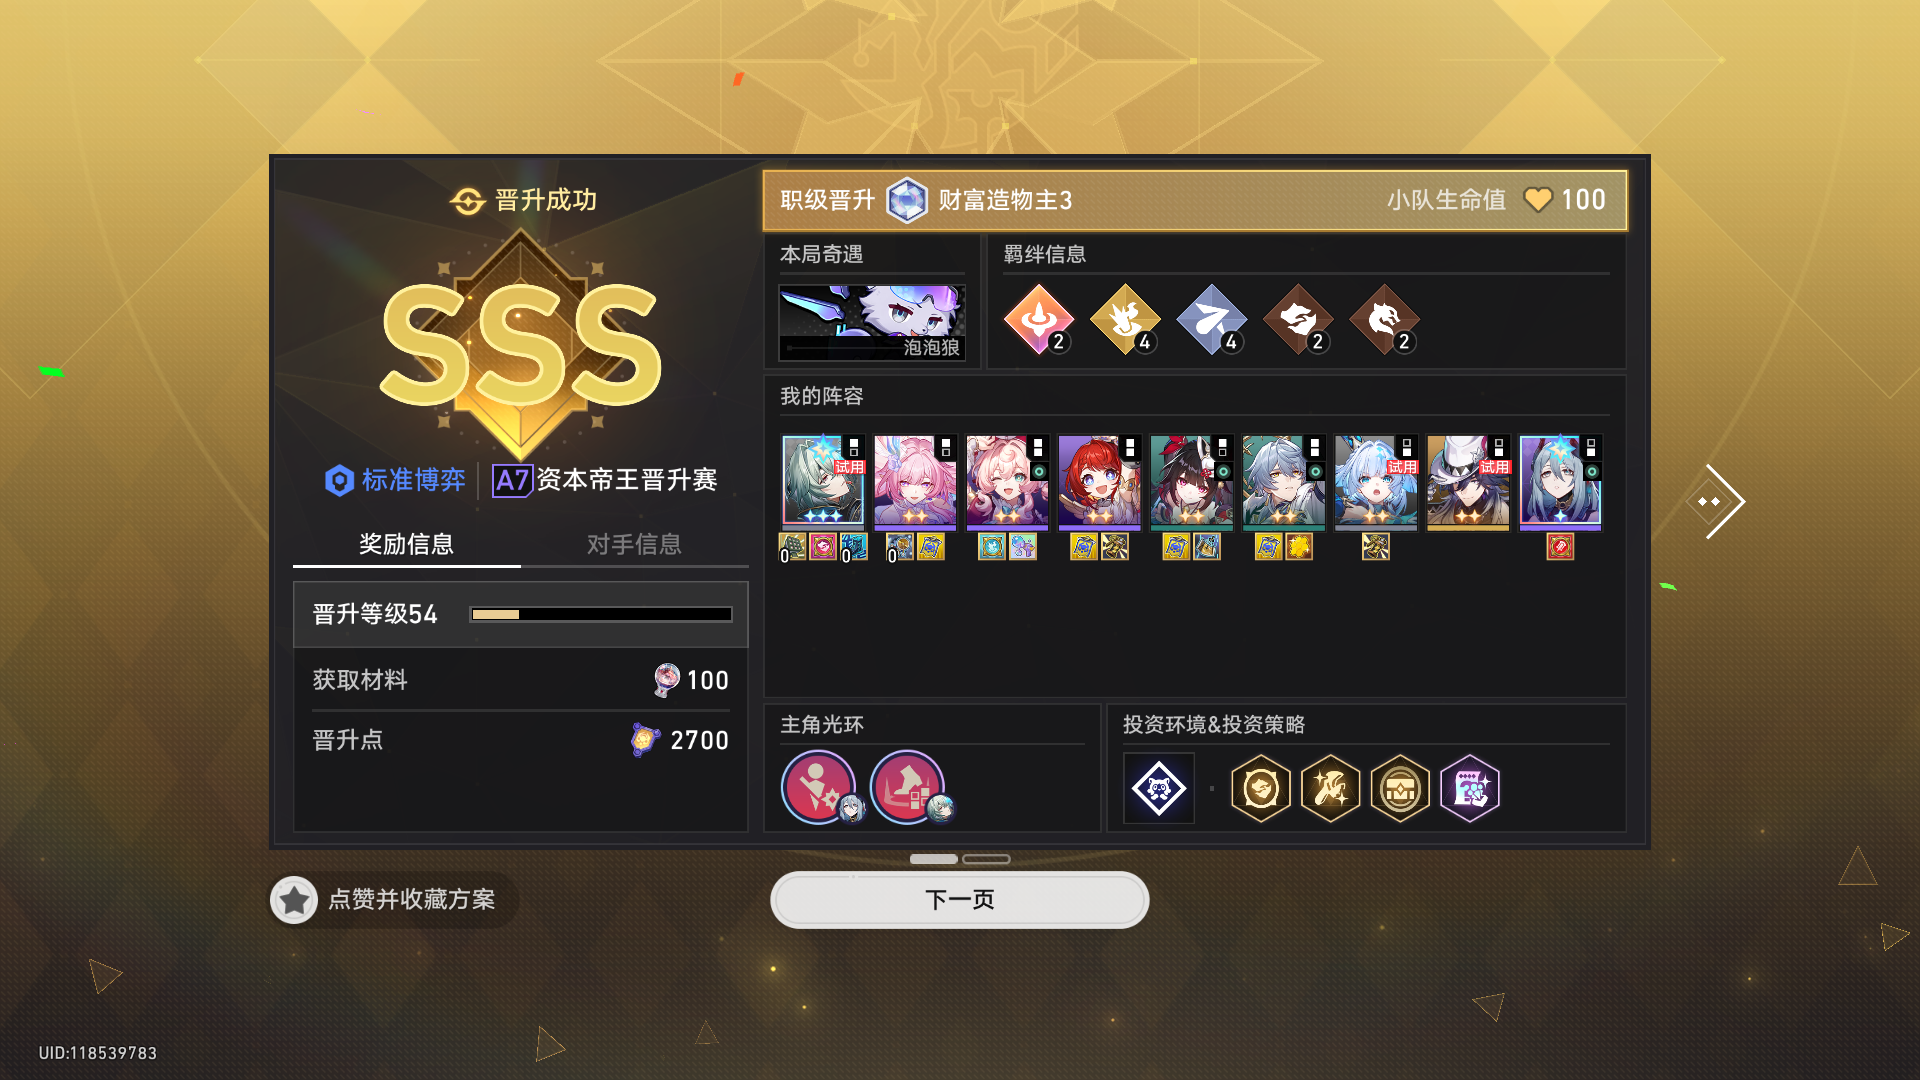 晋升成功
SSS
标准博弈
A7 资本帝王晋升赛
奖励信息
对手信息
晋升等级54
获取材料
100
晋升点
2700
职级晋升
财富造物主3
小队生命值
100
本局奇遇
泡泡狼
羁绊信息
2
4
4
2
2
我的阵容
试用
试用
试用
0
0
0
主角光环
投资环境&投资策略
点赞并收藏方案
下一页
UID:118539783